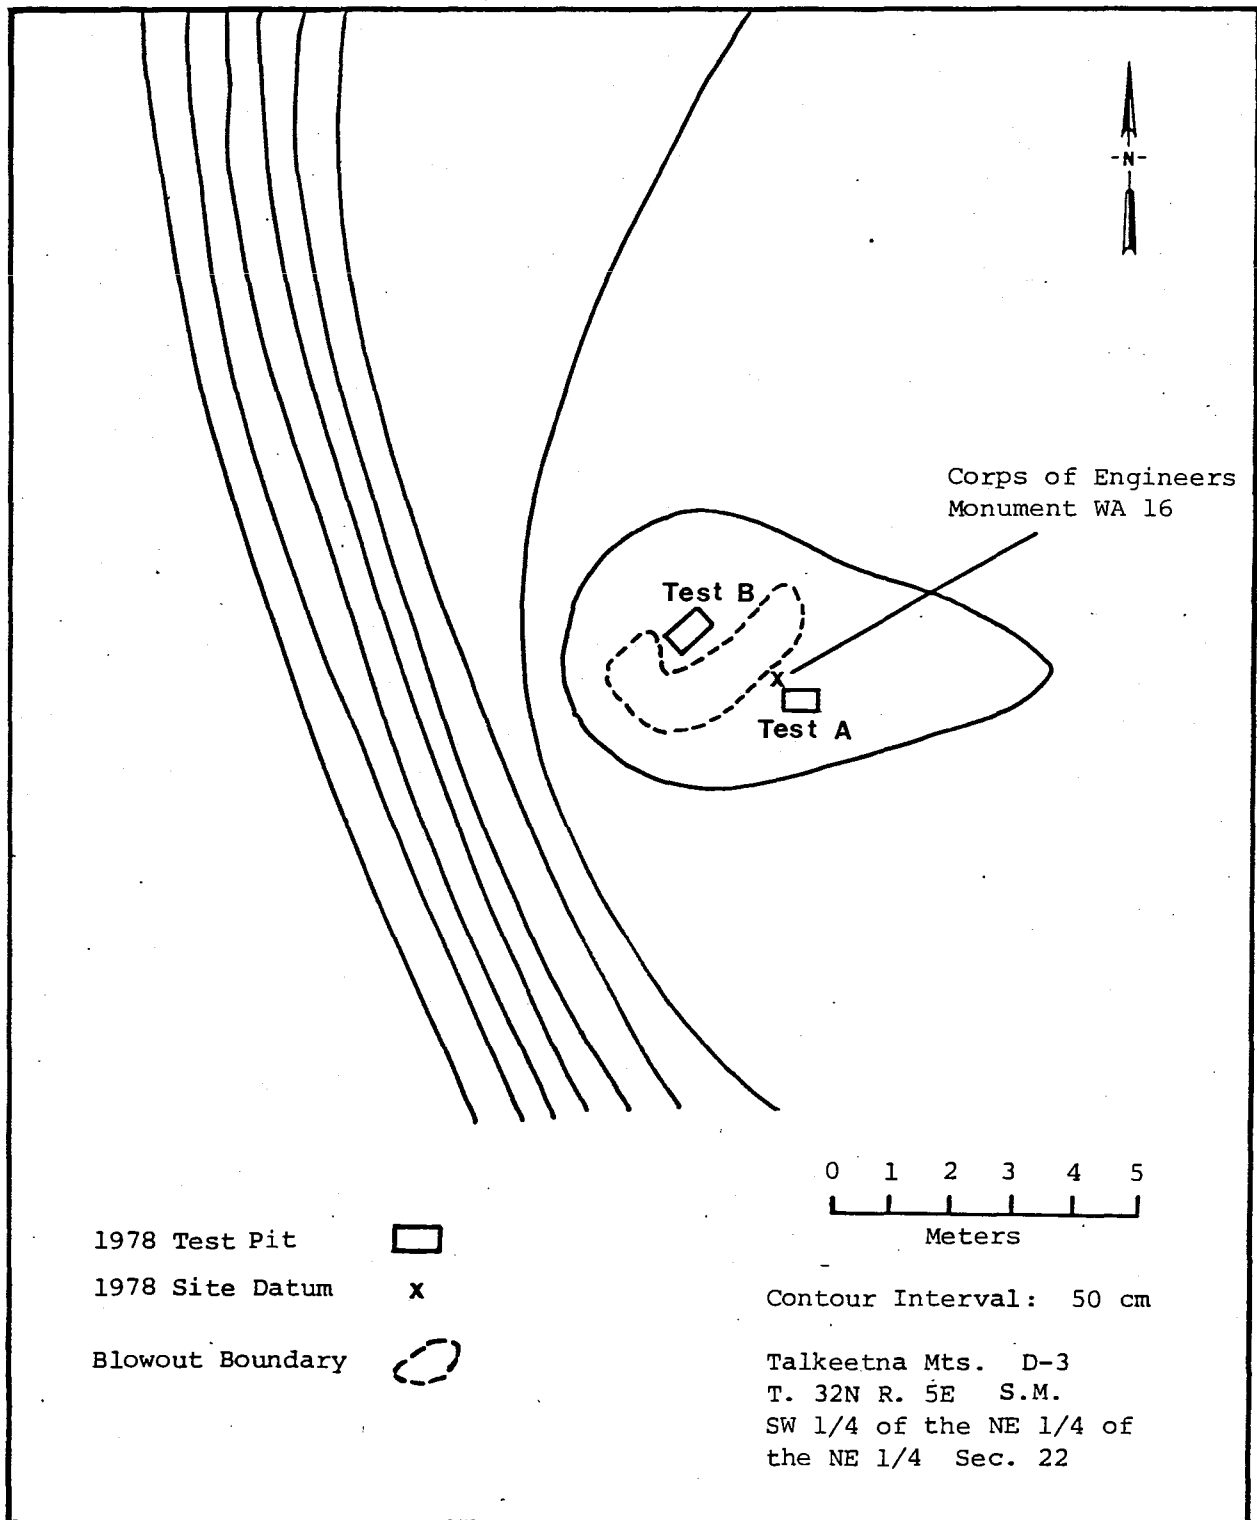 -N-
Corps of Engineers
Monument WA 16
Test B
x
Test A
0 1 2 3 4 5
Meters
1978 Test Pit
1978 Site Datum x
Blowout Boundary
Contour Interval: 50 cm
Talkeetna Mts. D-3
T. 32N R. 5E S.M.
SW 1/4 of the NE 1/4 of
the NE 1/4 Sec. 22